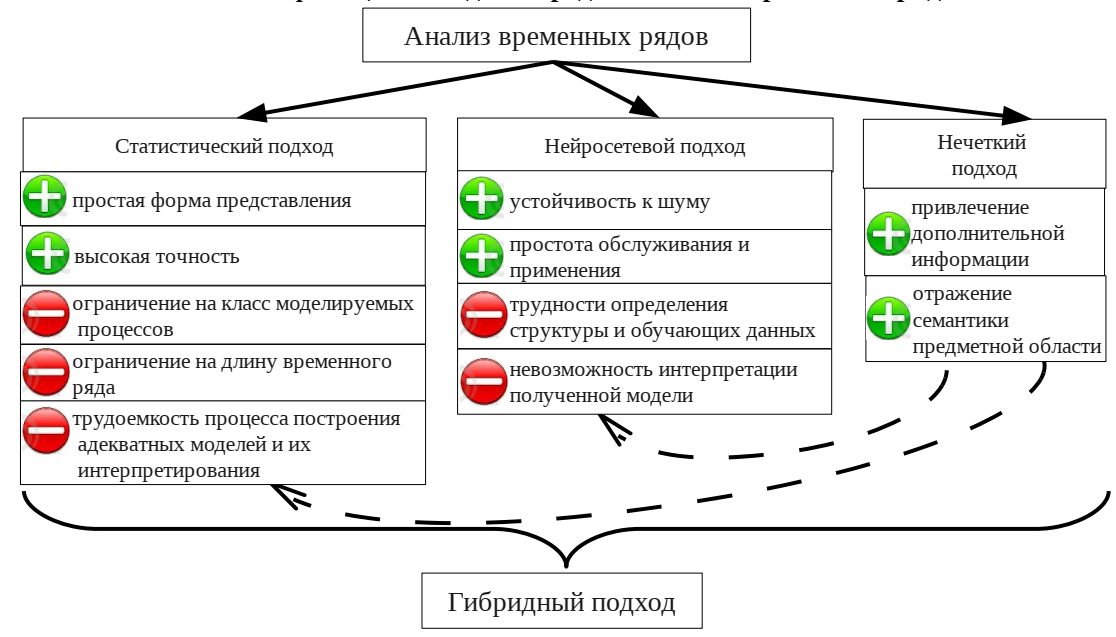 Анализ временных рядов
Статистический подход
простая форма представления
высокая точность
ограничение на класс моделируемых
процессов
ограничение на длину временного
ряда
трудоемкость процесса построения
адекватных моделей и их
интерпретирования
Нейросетевой подход
устойчивость к шуму
простота обслуживания и
применения
трудности определения
структуры и обучающих данных
невозможность интерпретации
полученной модели
Нечеткий
подход
привлечение
дополнительной
информации
отражение
семантики
предметной области
Гибридный подход